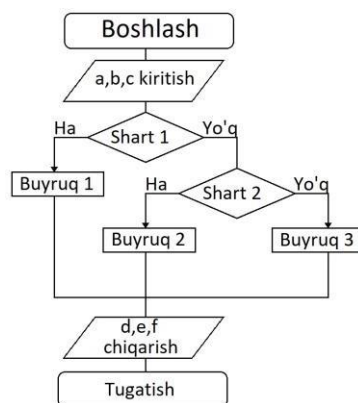 Boshlash
a,b,c kiritish
Ha
Shart 1
Yo'q
Buyruq 1
Ha
Shart 2
Yo'q
Buyruq 2
Buyruq 3
d,e,f
chiqarish
Tugatish